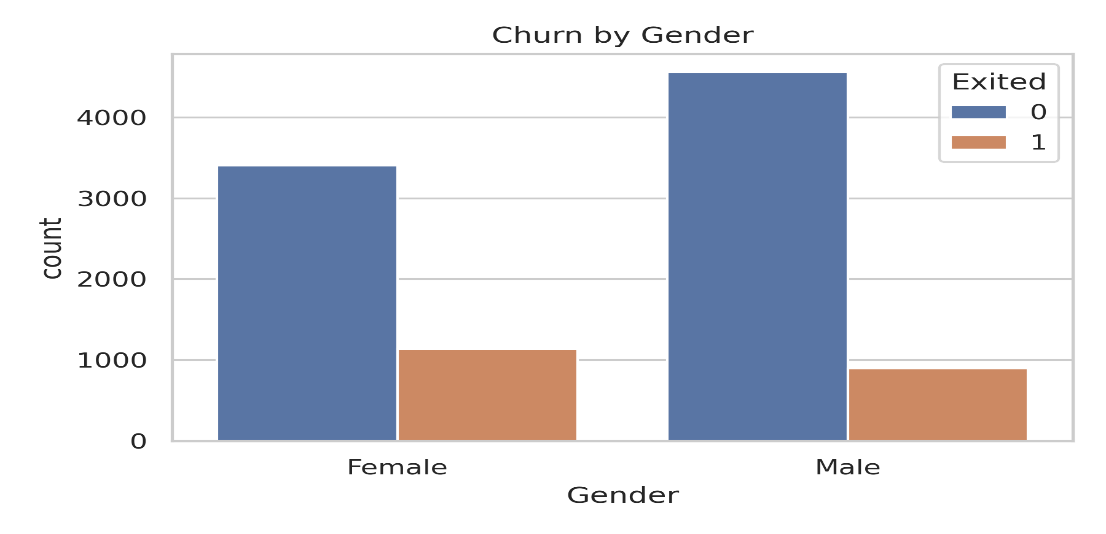 Churn by Gender
Exited
0
1
4000
3000
2000
1000
0
count
Female Male
Gender